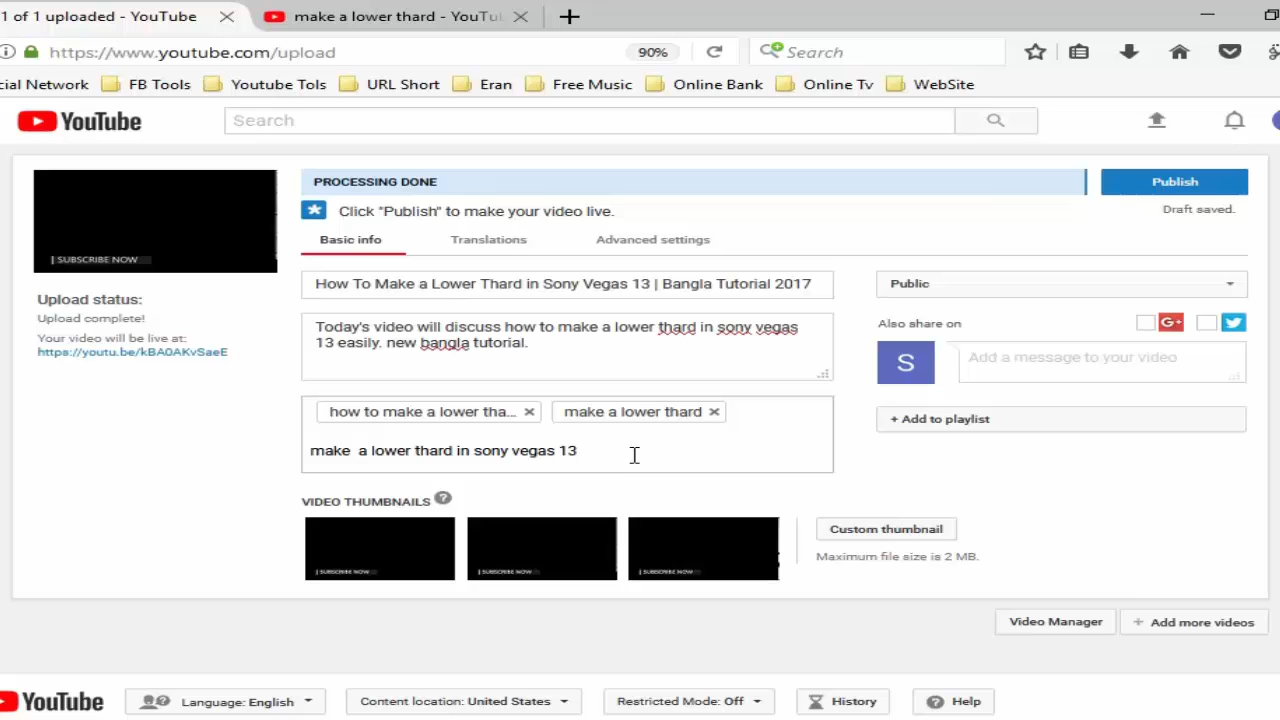 1 of 1 uploaded - YouTube
make a lower thard - YouTu
https://www.youtube.com/upload
90%
Search
cial Network
FB Tools
Youtube Tols
URL Short
Eran
Free Music
Online Bank
Online Tv
WebSite
YouTube
Search
PROCESSING DONE
Publish
Click "Publish" to make your video live.
Draft saved.
Basic info
Translations
Advanced settings
| SUBSCRIBE NOW
How To Make a Lower Thard in Sony Vegas 13 | Bangla Tutorial 2017
Public
Upload status:
Upload complete!
Your video will be live at:
https://youtu.be/kBA0AKvSaeE
Today's video will discuss how to make a lower thard in sony vegas
13 easily. new bangla tutorial.
Also share on
G+
S
Add a message to your video
how to make a lower tha...
make a lower thard
+ Add to playlist
make  a lower thard in sony vegas 13
VIDEO THUMBNAILS
| SUBSCRIBE NOW
| SUBSCRIBE NOW
| SUBSCRIBE NOW
Custom thumbnail
Maximum file size is 2 MB.
Video Manager
+ Add more videos
YouTube
Language: English
Content location: United States
Restricted Mode: Off
History
Help